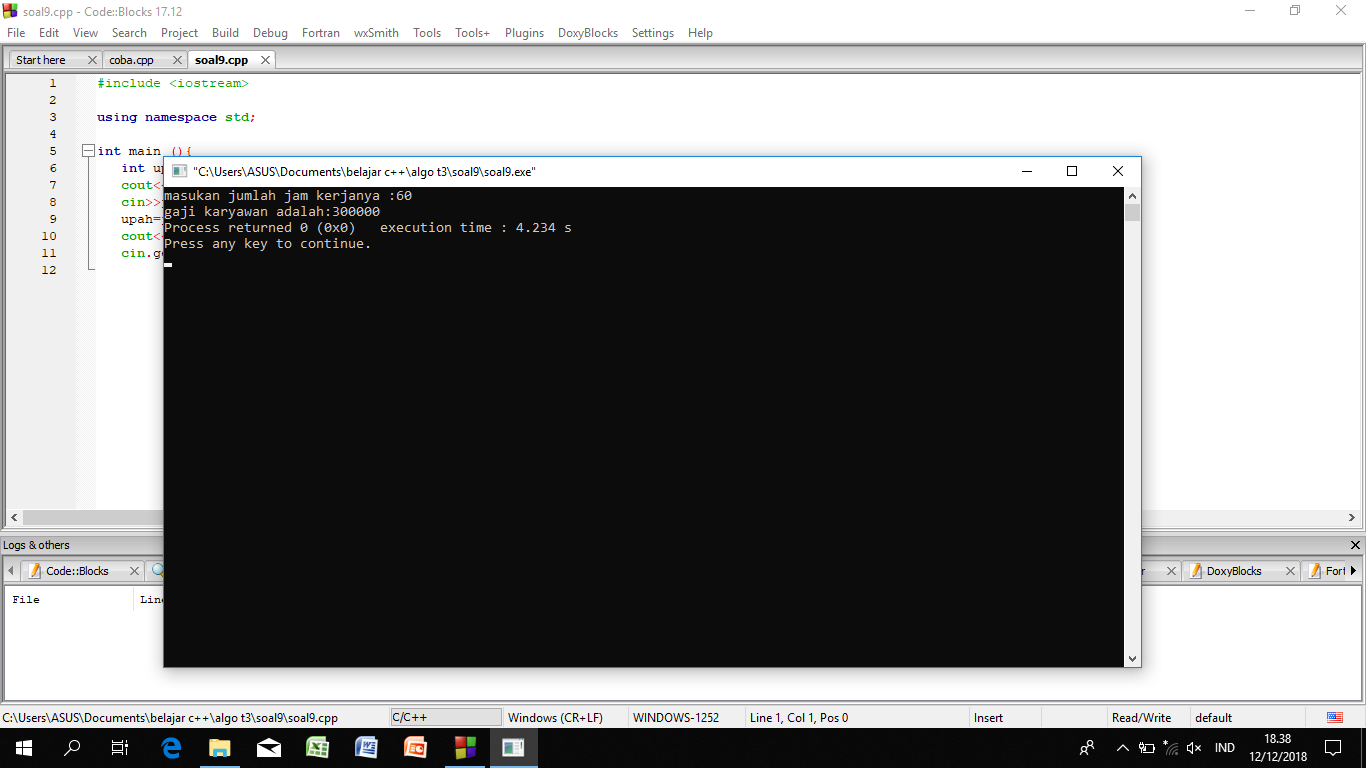 soal9.cpp - Code::Blocks 17.12
File Edit View Search Project Build Debug Fortran wxSmith Tools Tools+ Plugins DoxyBlocks Settings Help
Start here coba.cpp soal9.cpp
1 #include <iostream>
2
3 using namespace std;
4
5 int main (){
6 int
7 cout<
8 cin>>
9 upah=
10 cout<
11 cin.
12
"C:\Users\ASUS\Documents\belajar c++\algo t3\soal9\soal9.exe"
masukan jumlah jam kerjanya :60
gaji karyawan adalah:300000
Process returned 0 (0x0) execution time : 4.234 s
Press any key to continue.
Logs & others
Code::Blocks DoxyBlocks
File
C:\Users\ASUS\Documents\belajar c++\algo t3\soal9\soal9.cpp C/C++ Windows (CR+LF) WINDOWS-1252 Line 1, Col 1, Pos 0 Insert Read/Write default
IND
18.38
12/12/2018